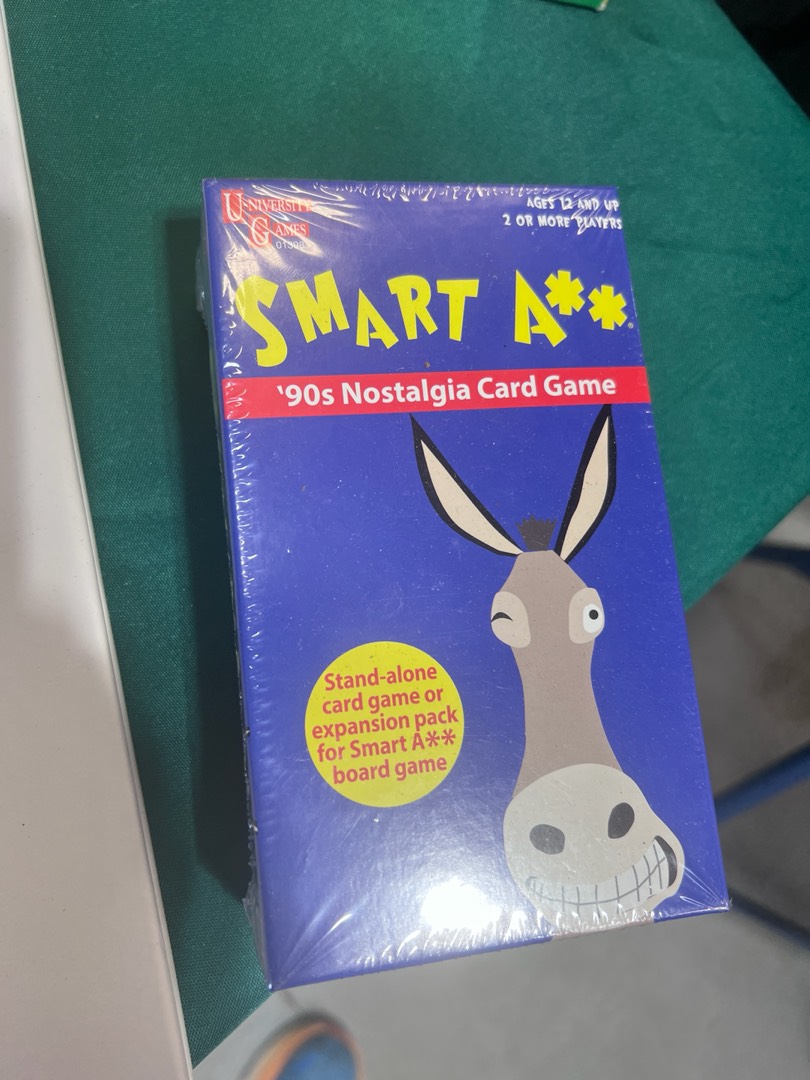 UNIVERSITY
GAMES
AGES 12 AND UP
2 OR MORE PLAYERS
SMART A**®
'90s Nostalgia Card Game
Stand-alone
card game or
expansion pack
for Smart A**
board game